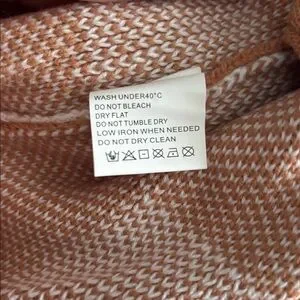 WASH UNDER40°C
DO NOT BLEACH
DRY FLAT
DO NOT TUMBLE DRY
LOW IRON WHEN NEEDED
DO NOT DRY CLEAN